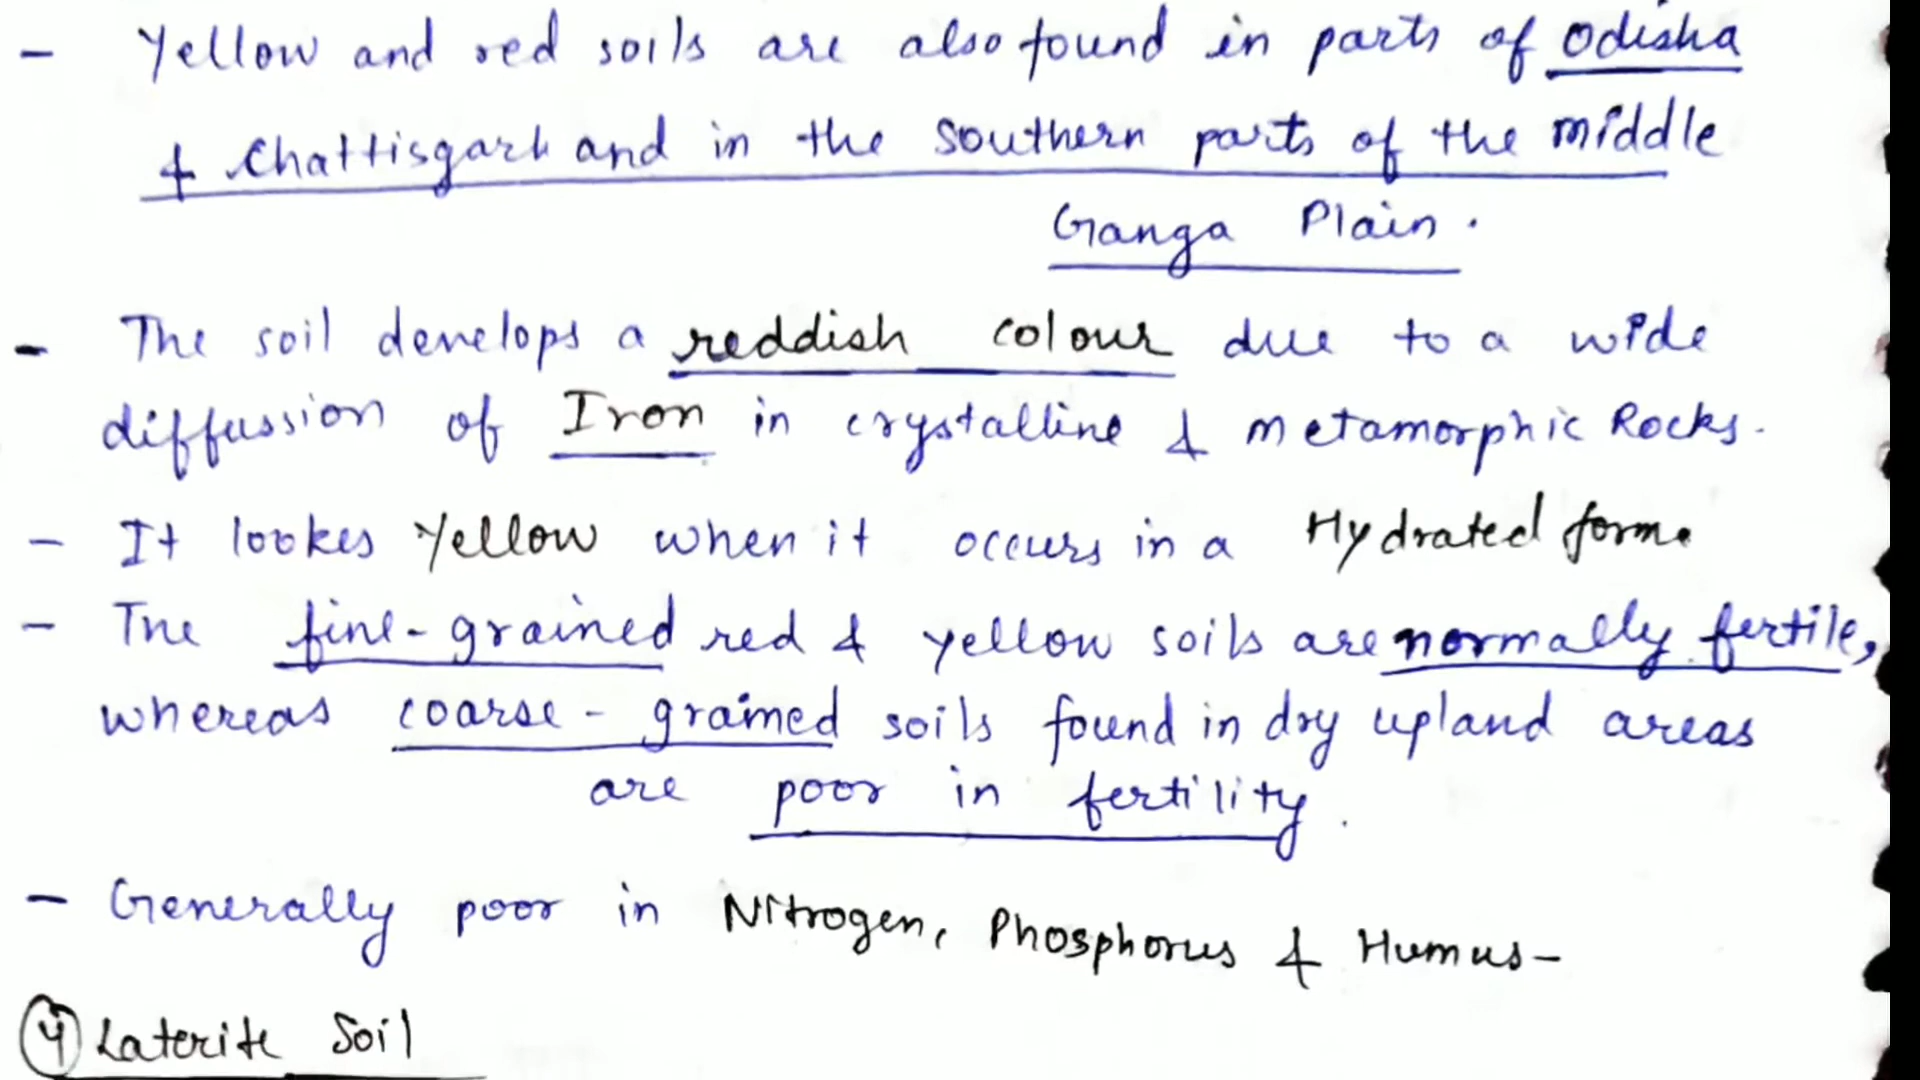 - Yellow and red soils are also found in parts of Odisha
& Chattisgarh and in the Southern parts of the middle
Ganga Plain.
- The soil develops a reddish colour due to a wide
diffussion of Iron in crystalline & metamorphic Rocks.
- It lookes Yellow when it occurs in a Hydrated form.
- The fine-grained red & yellow soils are normally fertile,
whereas coarse-grained soils found in dry upland areas
are poor in fertility.
- Generally poor in Nitrogen, Phosphorus & Humus-
④ Laterite Soil